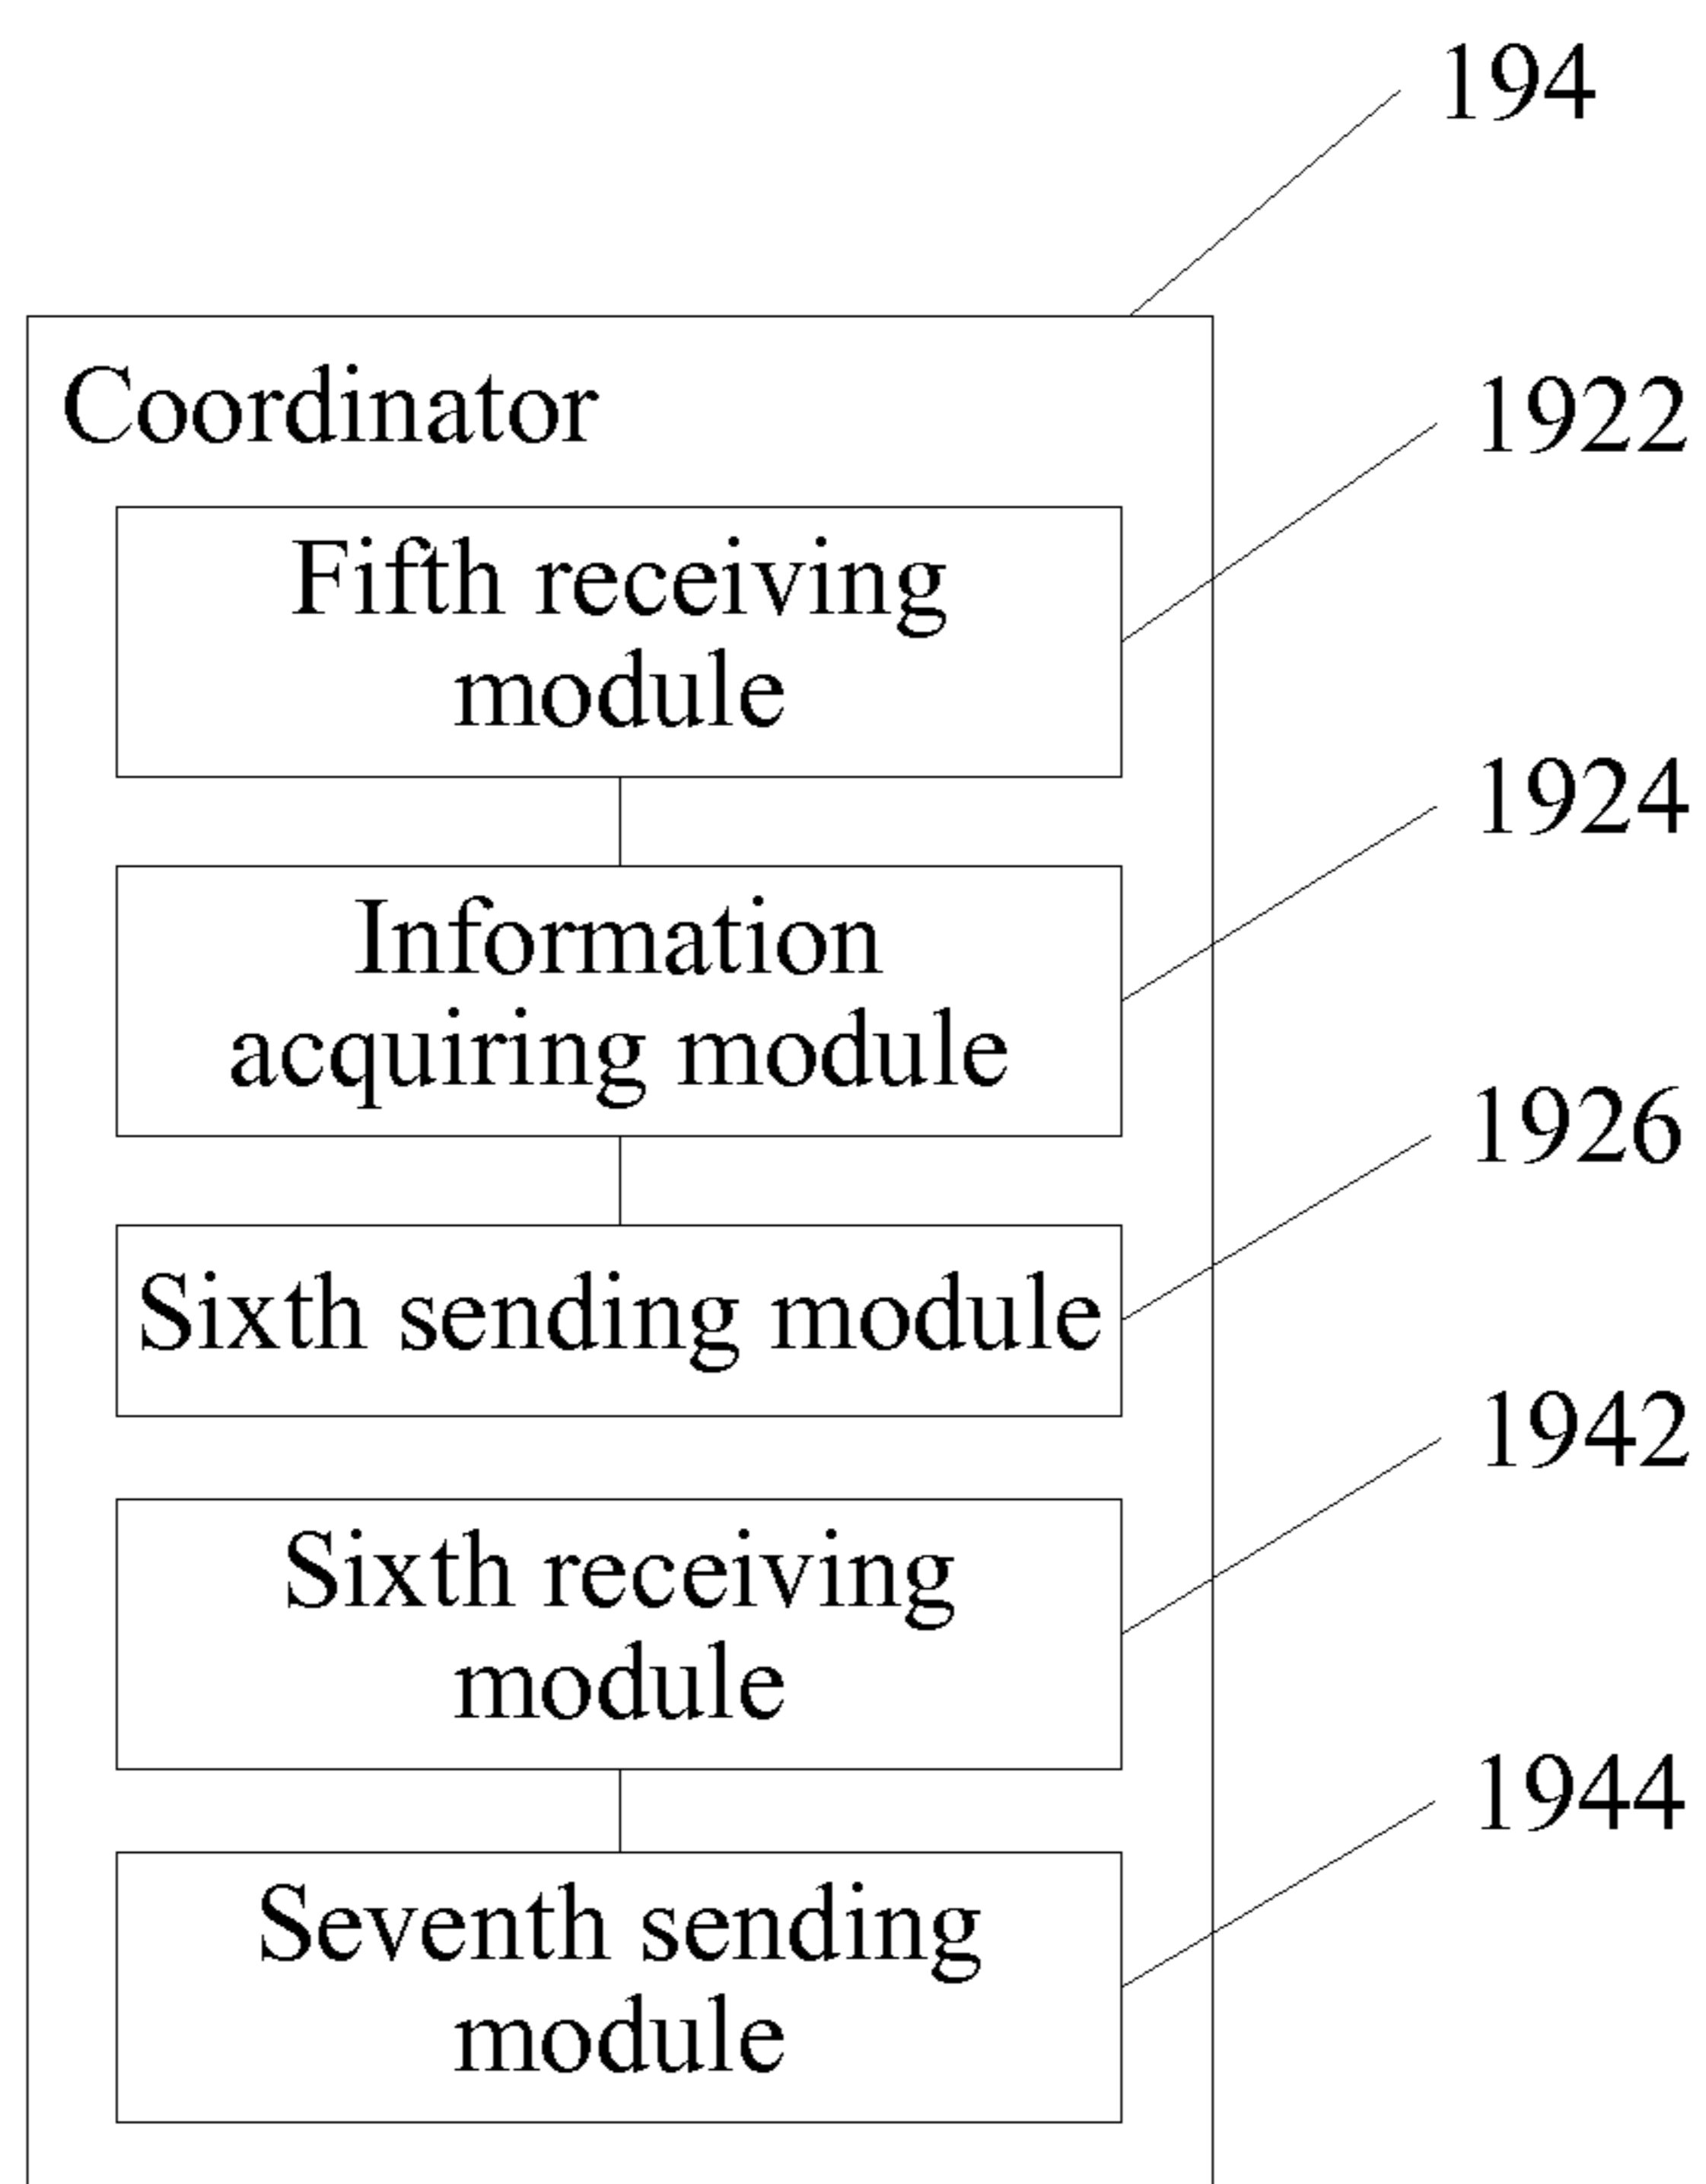 194
Coordinator
1922
Fifth receiving
module
1924
Information
acquiring module
1926
Sixth sending module
1942
Sixth receiving
module
1944
Seventh sending
module